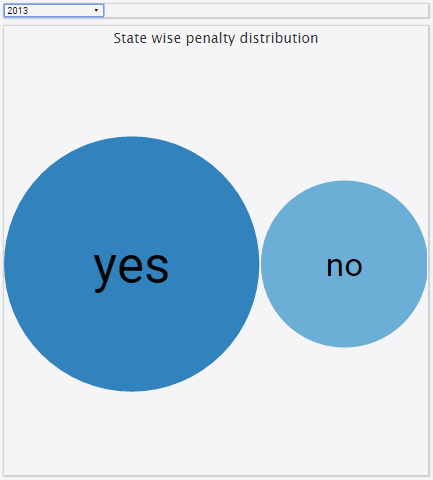 2013
State wise penalty distribution
yes
no